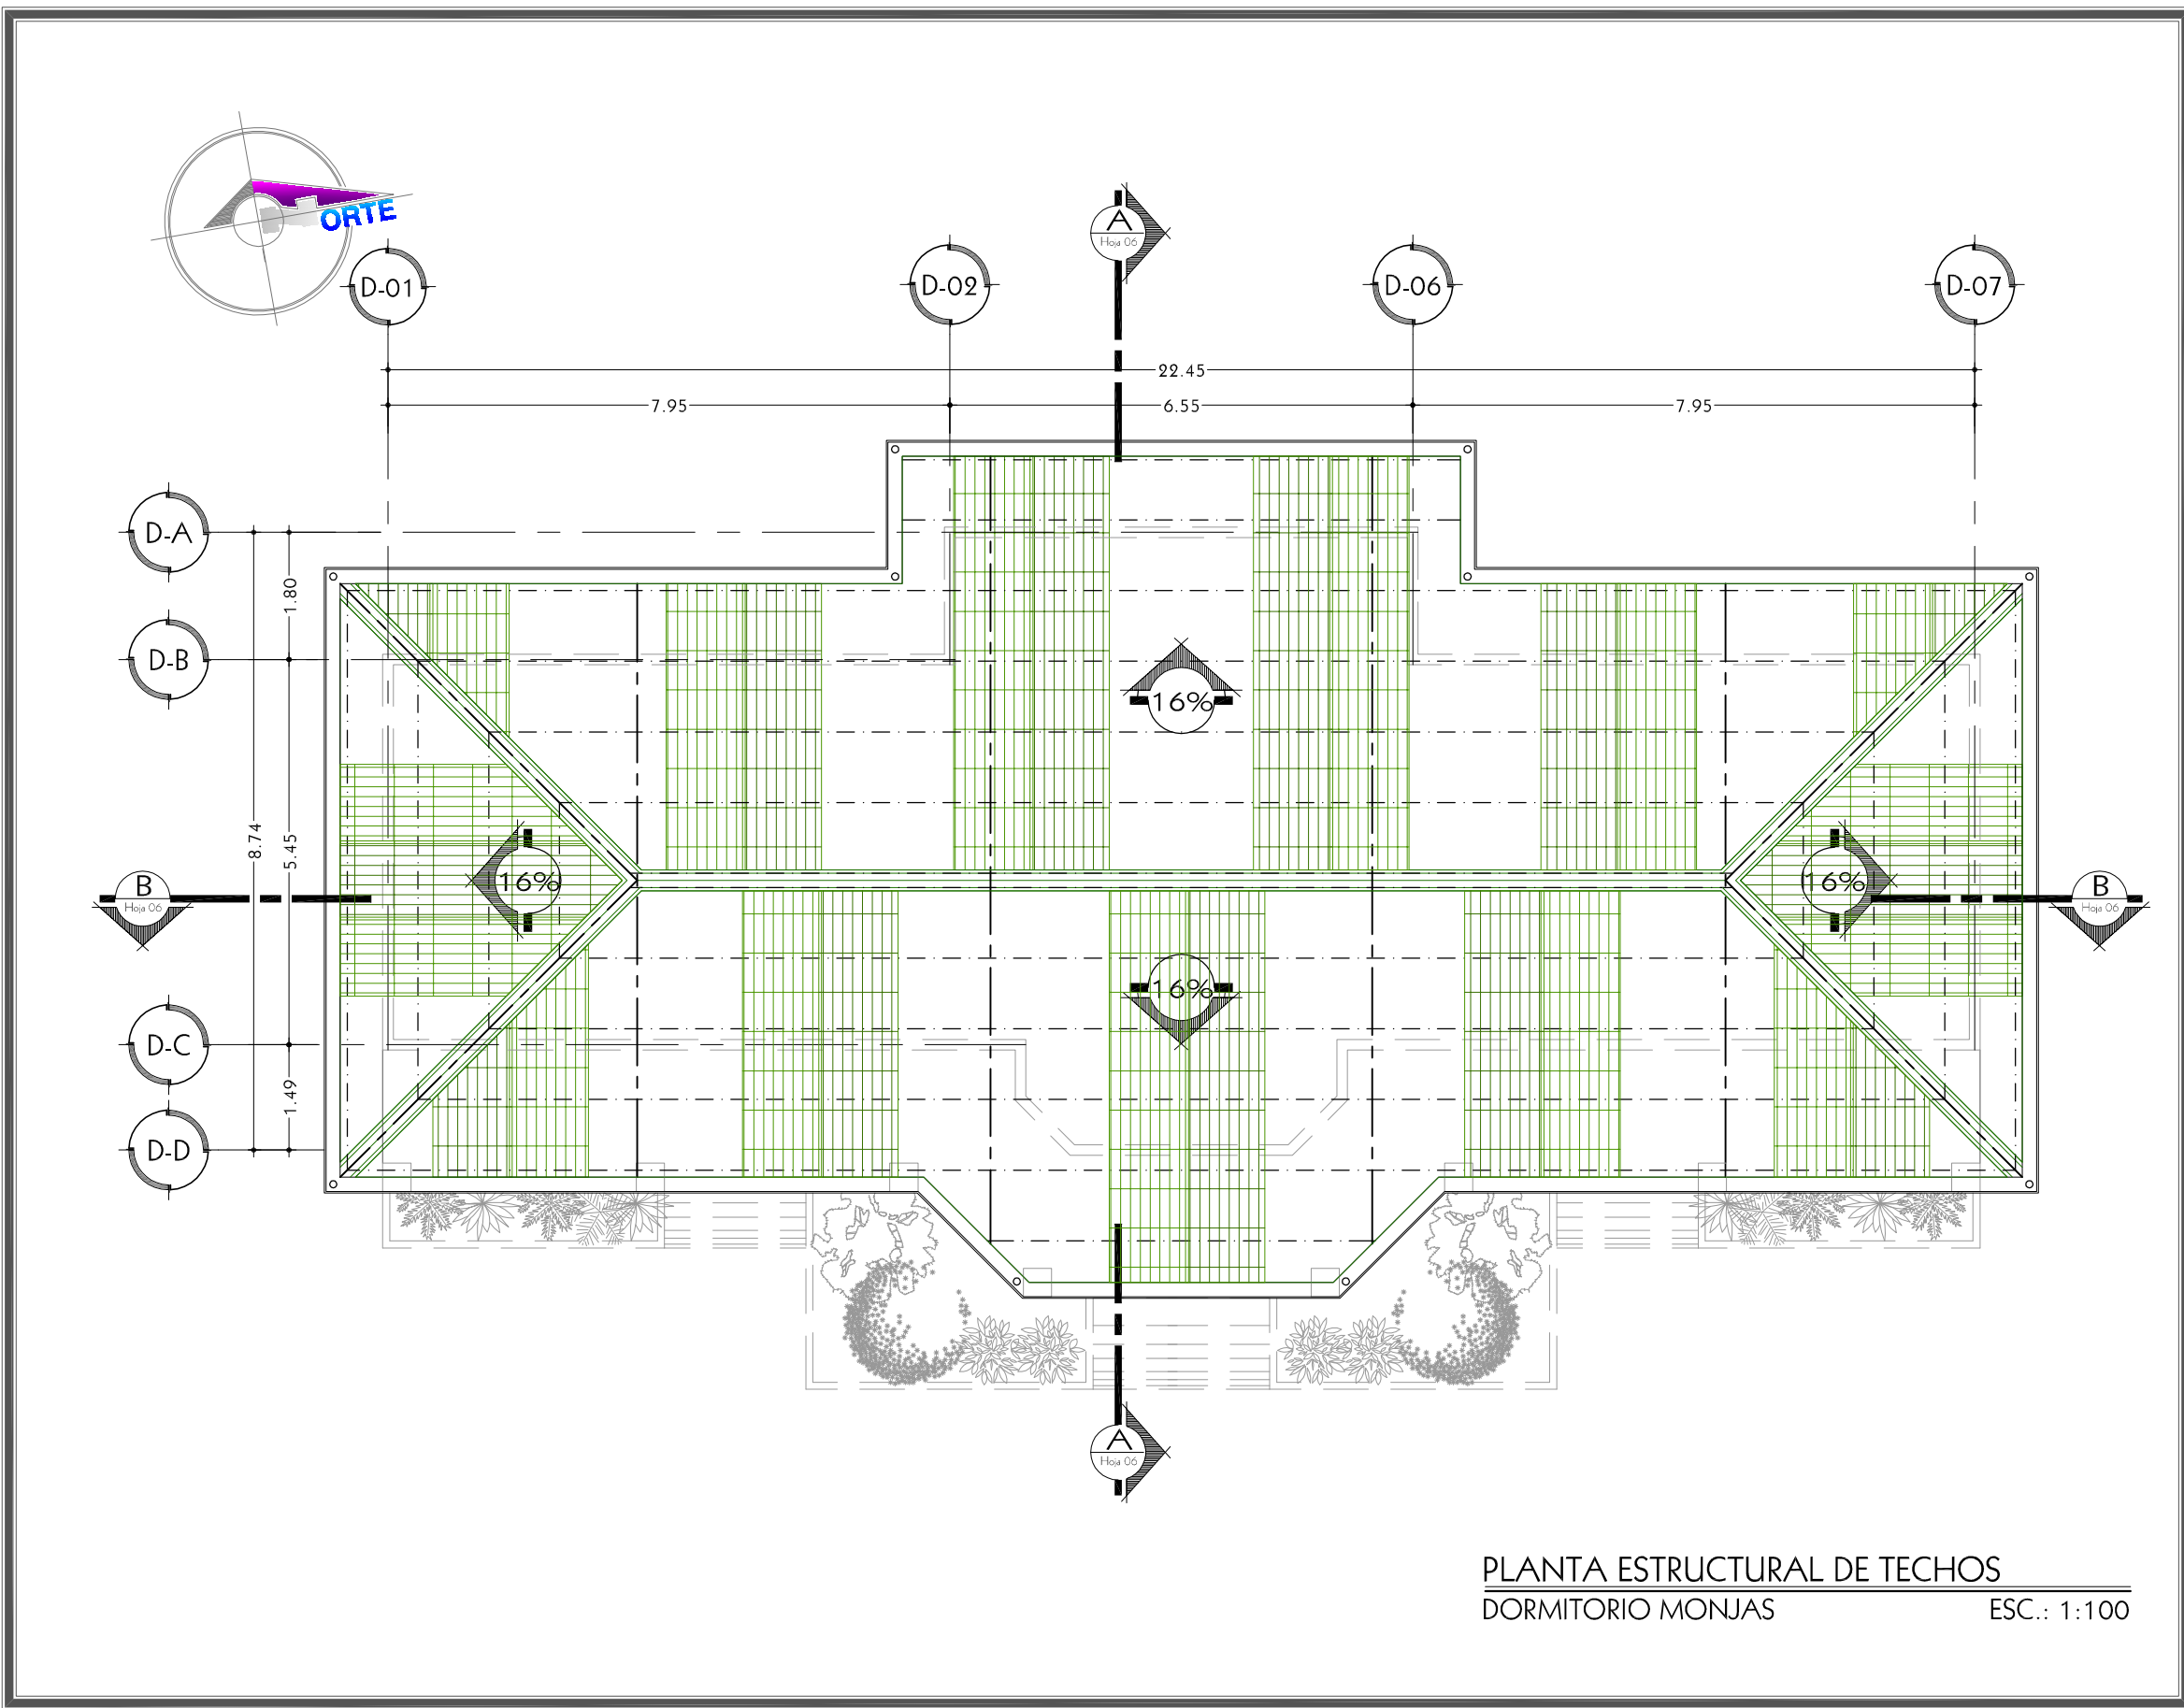 ORTE
A
Hoja 06
D-01
D-02
D-06
D-07
22.45
7.95
6.55
7.95
D-A
1.80
D-B
16%
8.74
5.45
16%
16%
B
Hoja 06
B
Hoja 06
16%
D-C
1.49
D-D
A
Hoja 06
PLANTA ESTRUCTURAL DE TECHOS
DORMITORIO MONJAS
ESC.: 1:100